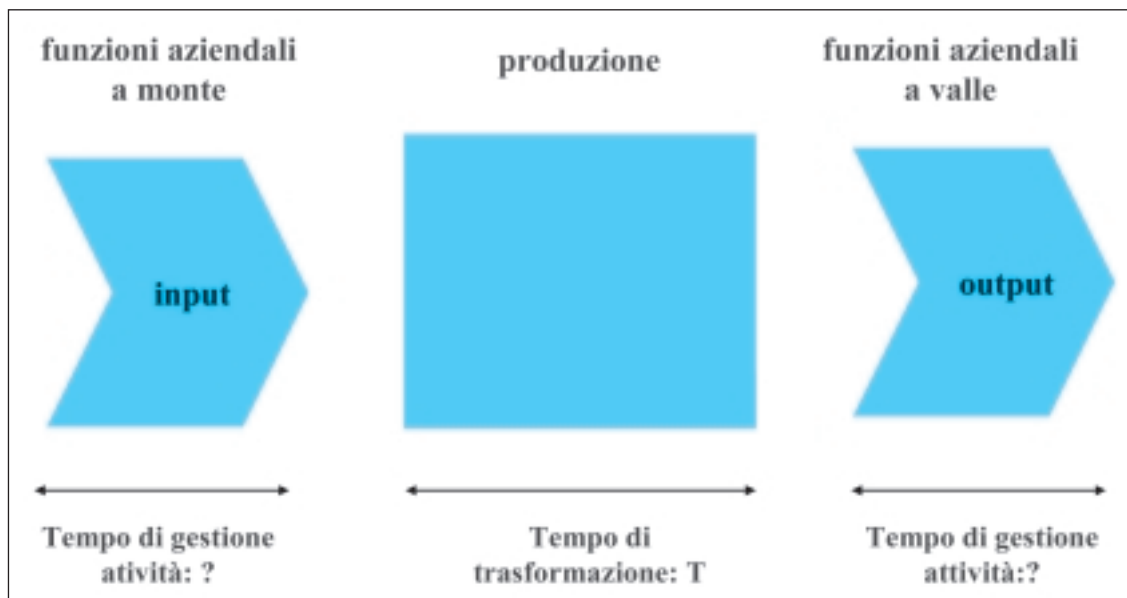 funzioni aziendali
a monte
produzione
funzioni aziendali
a valle
input
output
Tempo di gestione
atività: ?
Tempo di
trasformazione: T
Tempo di gestione
attività:?